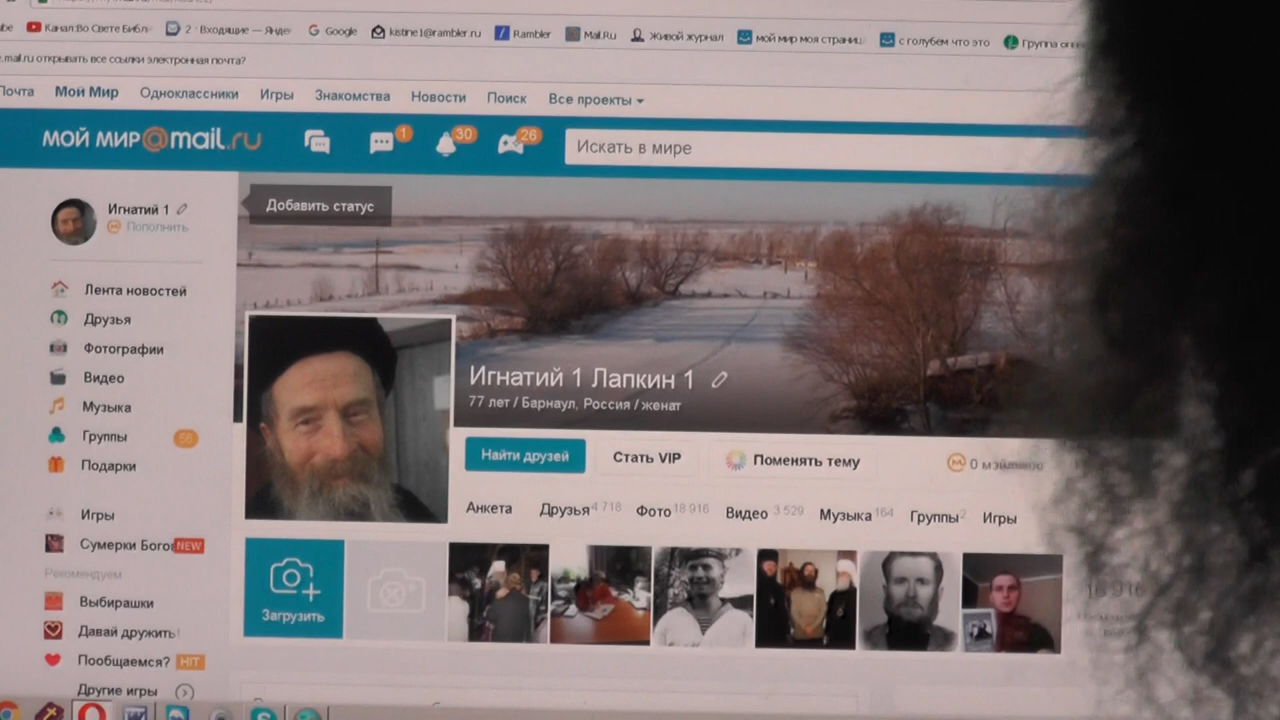 Канал:Во Свете Библ
2 · Входящие — Янде
Google
kistine1@rambler.ru
Rambler
Mail.Ru
Живой журнал
мой мир моя страниц
с голубем что это
Группа
.mail.ru открывать все ссылки электронная почта?
Почта
Мой Мир
Одноклассники
Игры
Знакомства
Новости
Поиск
Все проекты
МОЙ МИР@mail.ru
1
30
26
Искать в мире
Игнатий 1
Пополнить
Добавить статус
Лента новостей
Друзья
Фотографии
Видео
Музыка
Группы
Подарки
Игры
Сумерки Бого
NEW
Рекомендуем
Выбирашки
Давай дружить!
Пообщаемся?
HIT
Другие игры
Игнатий 1 Лапкин 1
77 лет / Барнаул, Россия / женат
Найти друзей
Стать VIP
Поменять тему
Анкета
Друзья 4 718
Фото 18 916
Видео 3 529
Музыка 164
Группы 2
Игры
Загрузить